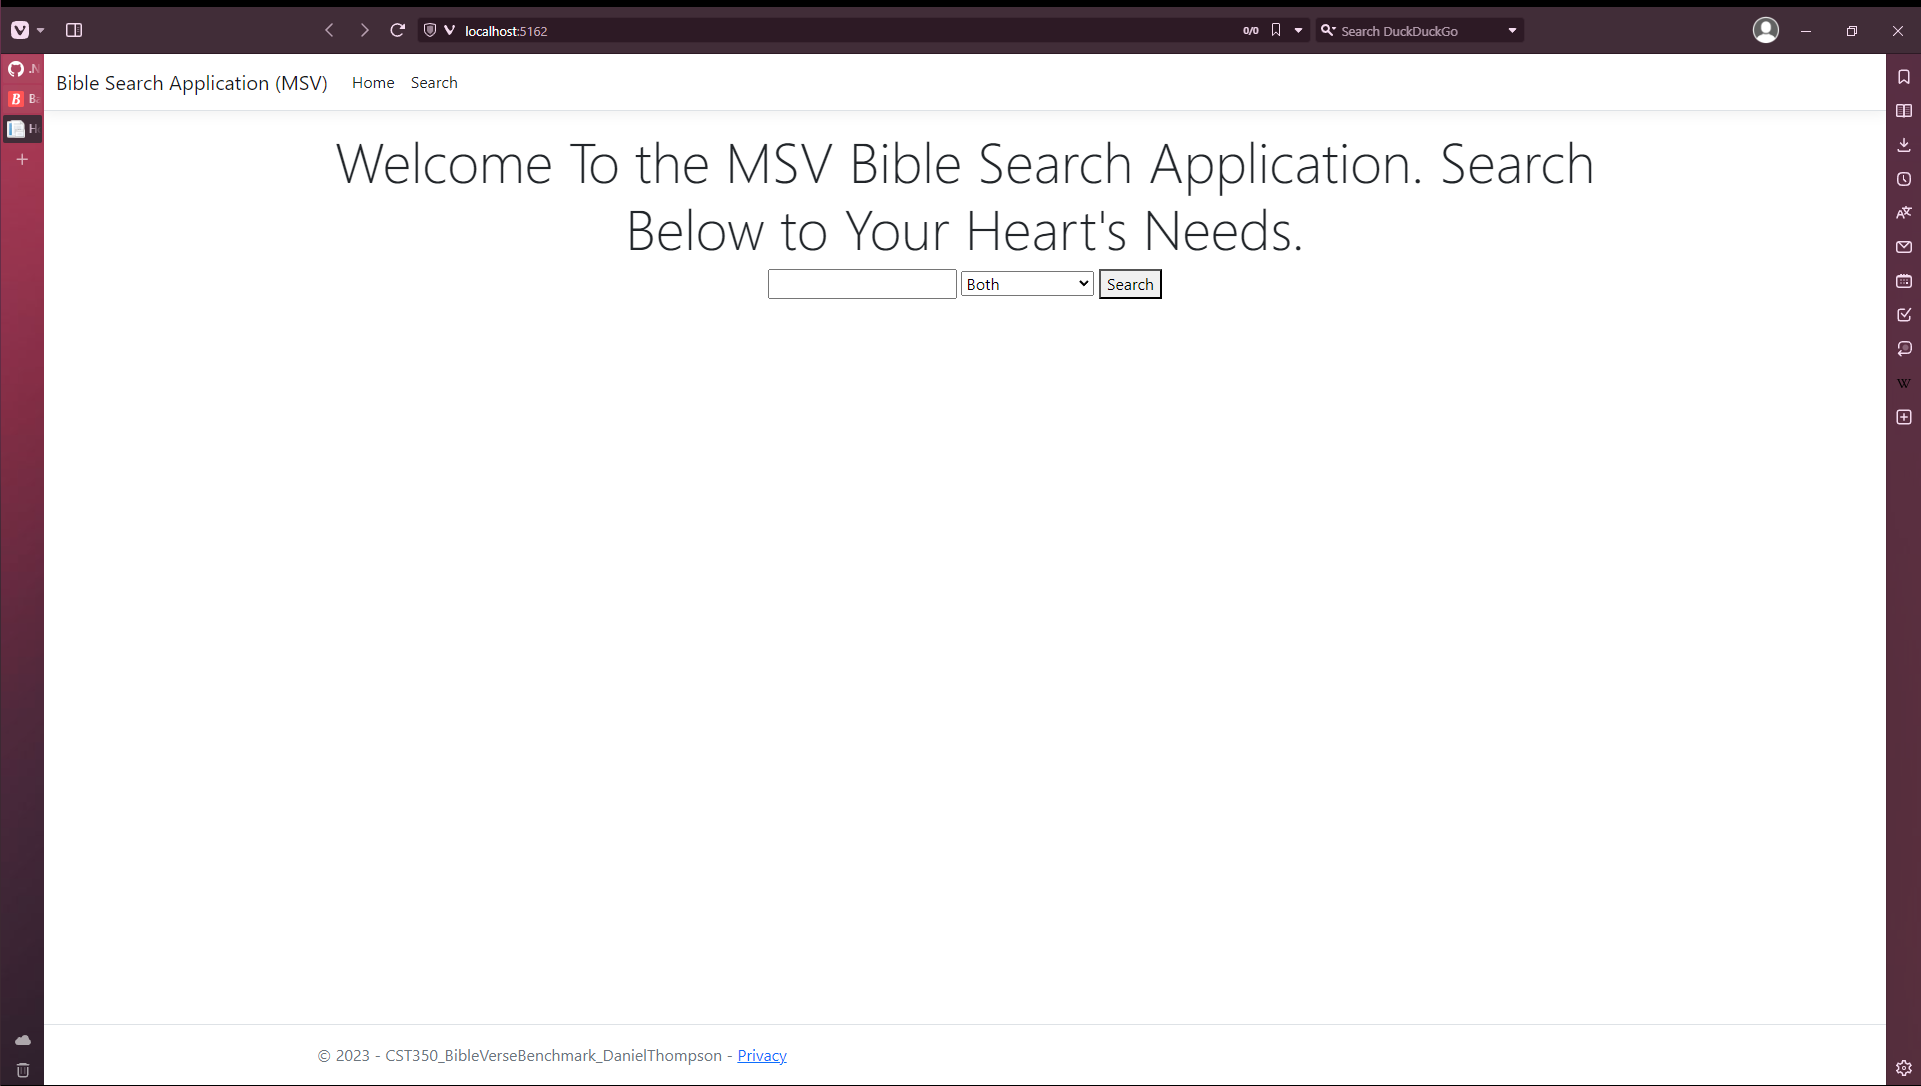 localhost:5162
0/0
Search DuckDuckGo
.N
Ba
H
Bible Search Application (MSV)
Home
Search
Welcome To the MSV Bible Search Application. Search
Below to Your Heart's Needs.
Both
Search
© 2023 - CST350_BibleVerseBenchmark_DanielThompson - Privacy